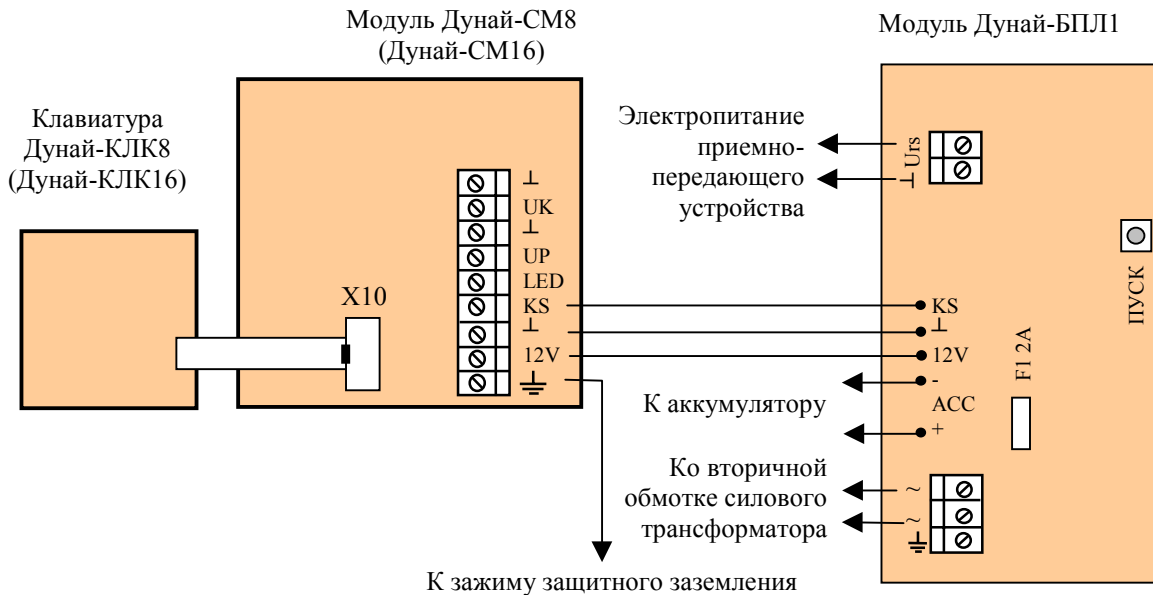 Модуль Дунай-СМ8
(Дунай-СМ16)
Модуль Дунай-БПЛ1
Клавиатура
Дунай-КЛК8
(Дунай-КЛК16)
Электропитание
приемно-
передающего
устройства
Urs
⊥
⊥
UK
⊥
UP
LED
KS
⊥
12V
X10
ПУСК
KS
⊥
12V
-
ACC
+
F1 2A
К аккумулятору
Ко вторичной
обмотке силового
трансформатора
~
~
К зажиму защитного заземления